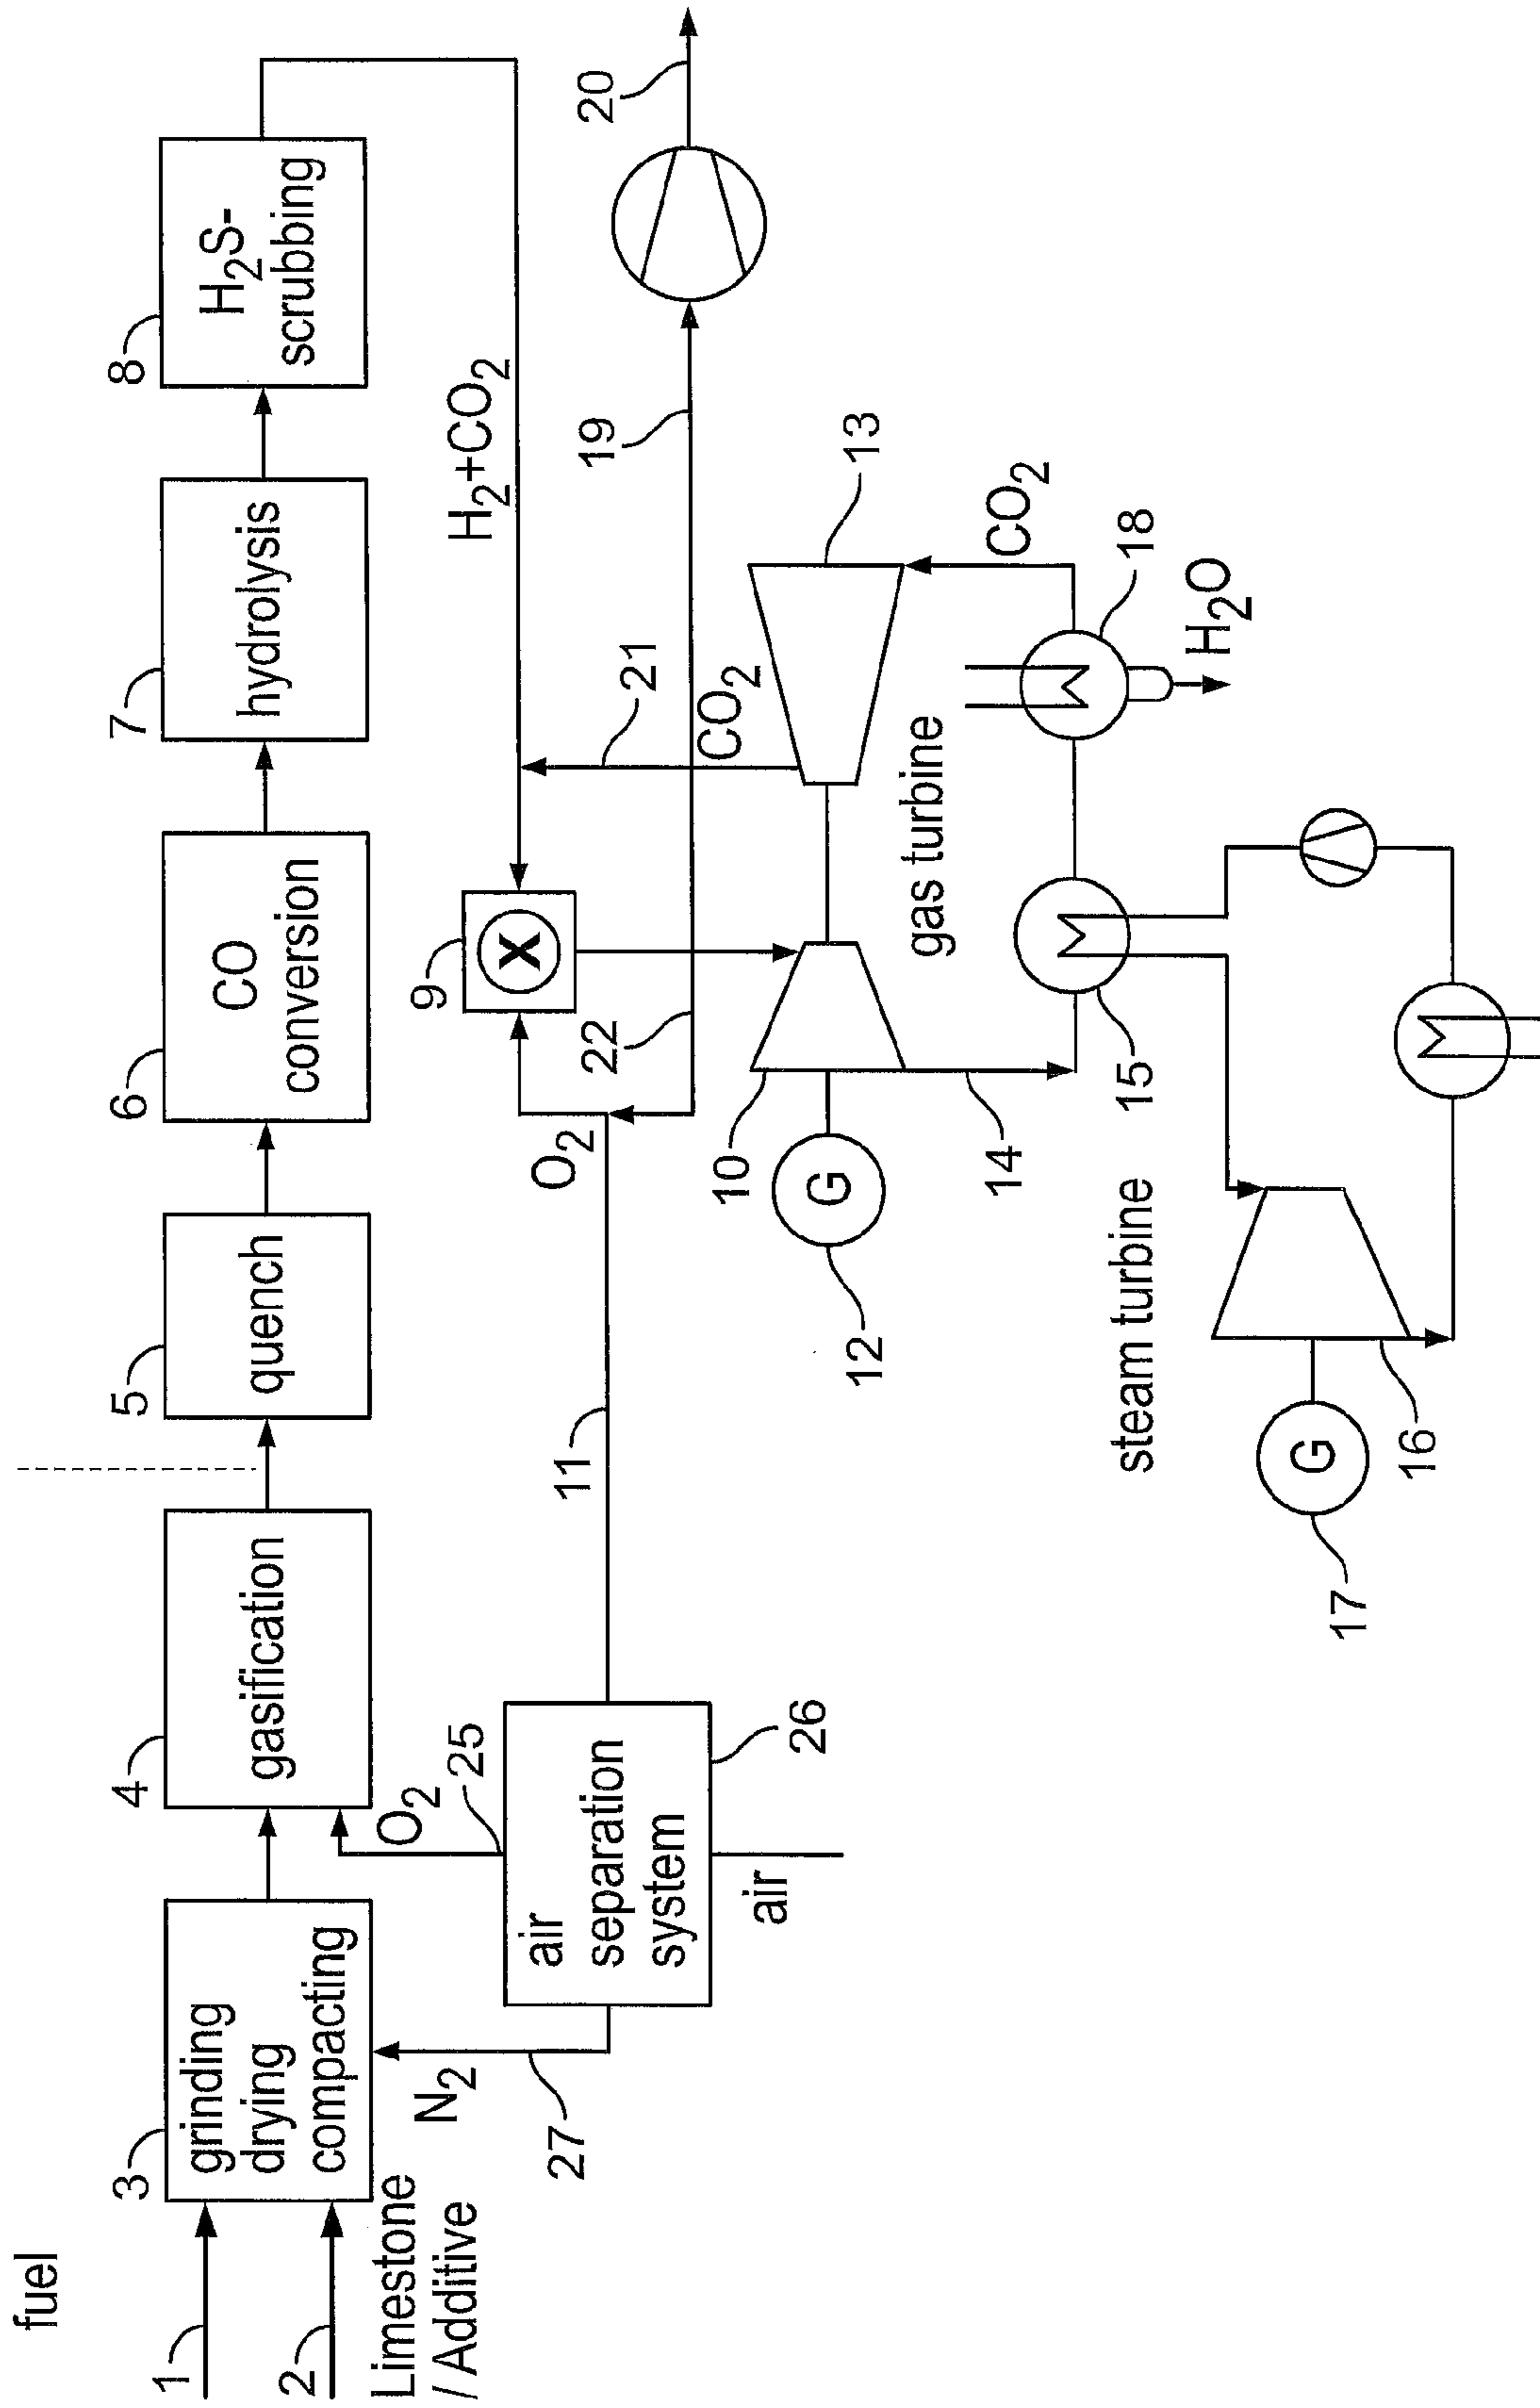 fuel
1
2
Limestone
/ Additive
3
grinding
drying
compacting
4
gasification
5
quench
6
CO
conversion
7
hydrolysis
8
H2S-
scrubbing
N2
27
O2
25
air
separation
system
26
air
11
O2
9
X
22
H2+CO2
21
CO2
19
20
10
12
G
14
gas turbine
13
CO2
15
18
H2O
steam turbine
17
G
16